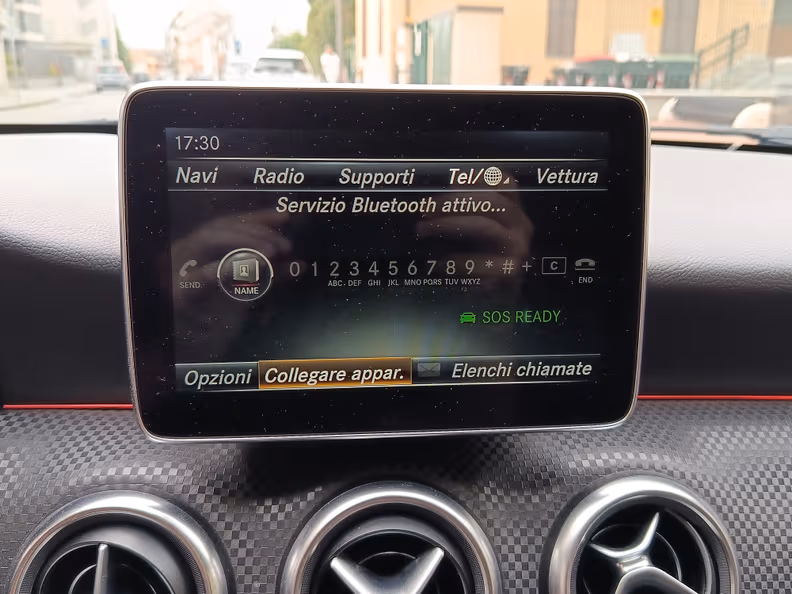 17:30
Navi Radio Supporti Tel/ Vettura
Servizio Bluetooth attivo...
SEND NAME 0 1 2 3 4 5 6 7 8 9 * # + C END
ABC DEF GHI JKL MNO PQRS TUV WXYZ
SOS READY
Opzioni Collegare appar. Elenchi chiamate